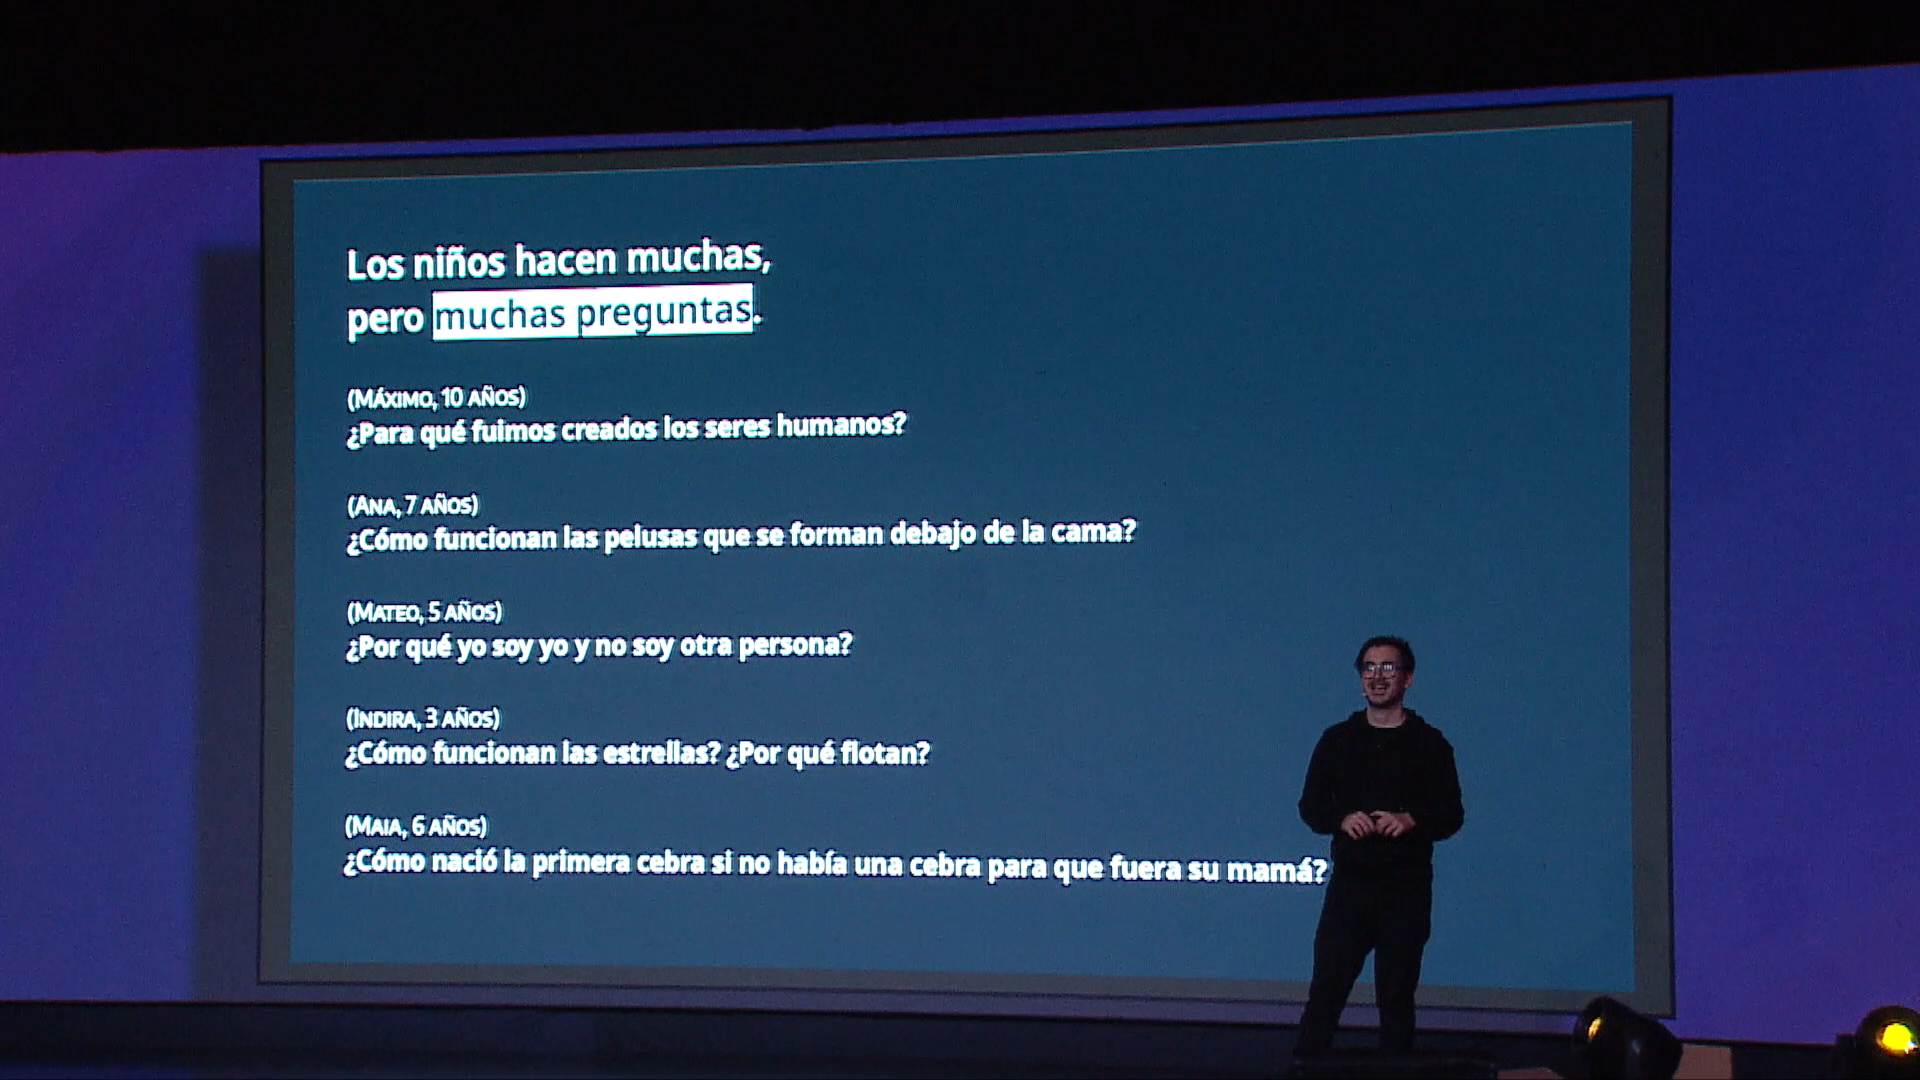 Los niños hacen muchas,
pero muchas preguntas.
(MÁXIMO, 10 AÑOS)
¿Para qué fuimos creados los seres humanos?
(ANA, 7 AÑOS)
¿Cómo funcionan las pelusas que se forman debajo de la cama?
(MATEO, 5 AÑOS)
¿Por qué yo soy yo y no soy otra persona?
(INDIRA, 3 AÑOS)
¿Cómo funcionan las estrellas? ¿Por qué flotan?
(MAIA, 6 AÑOS)
¿Cómo nació la primera cebra si no había una cebra para que fuera su mamá?